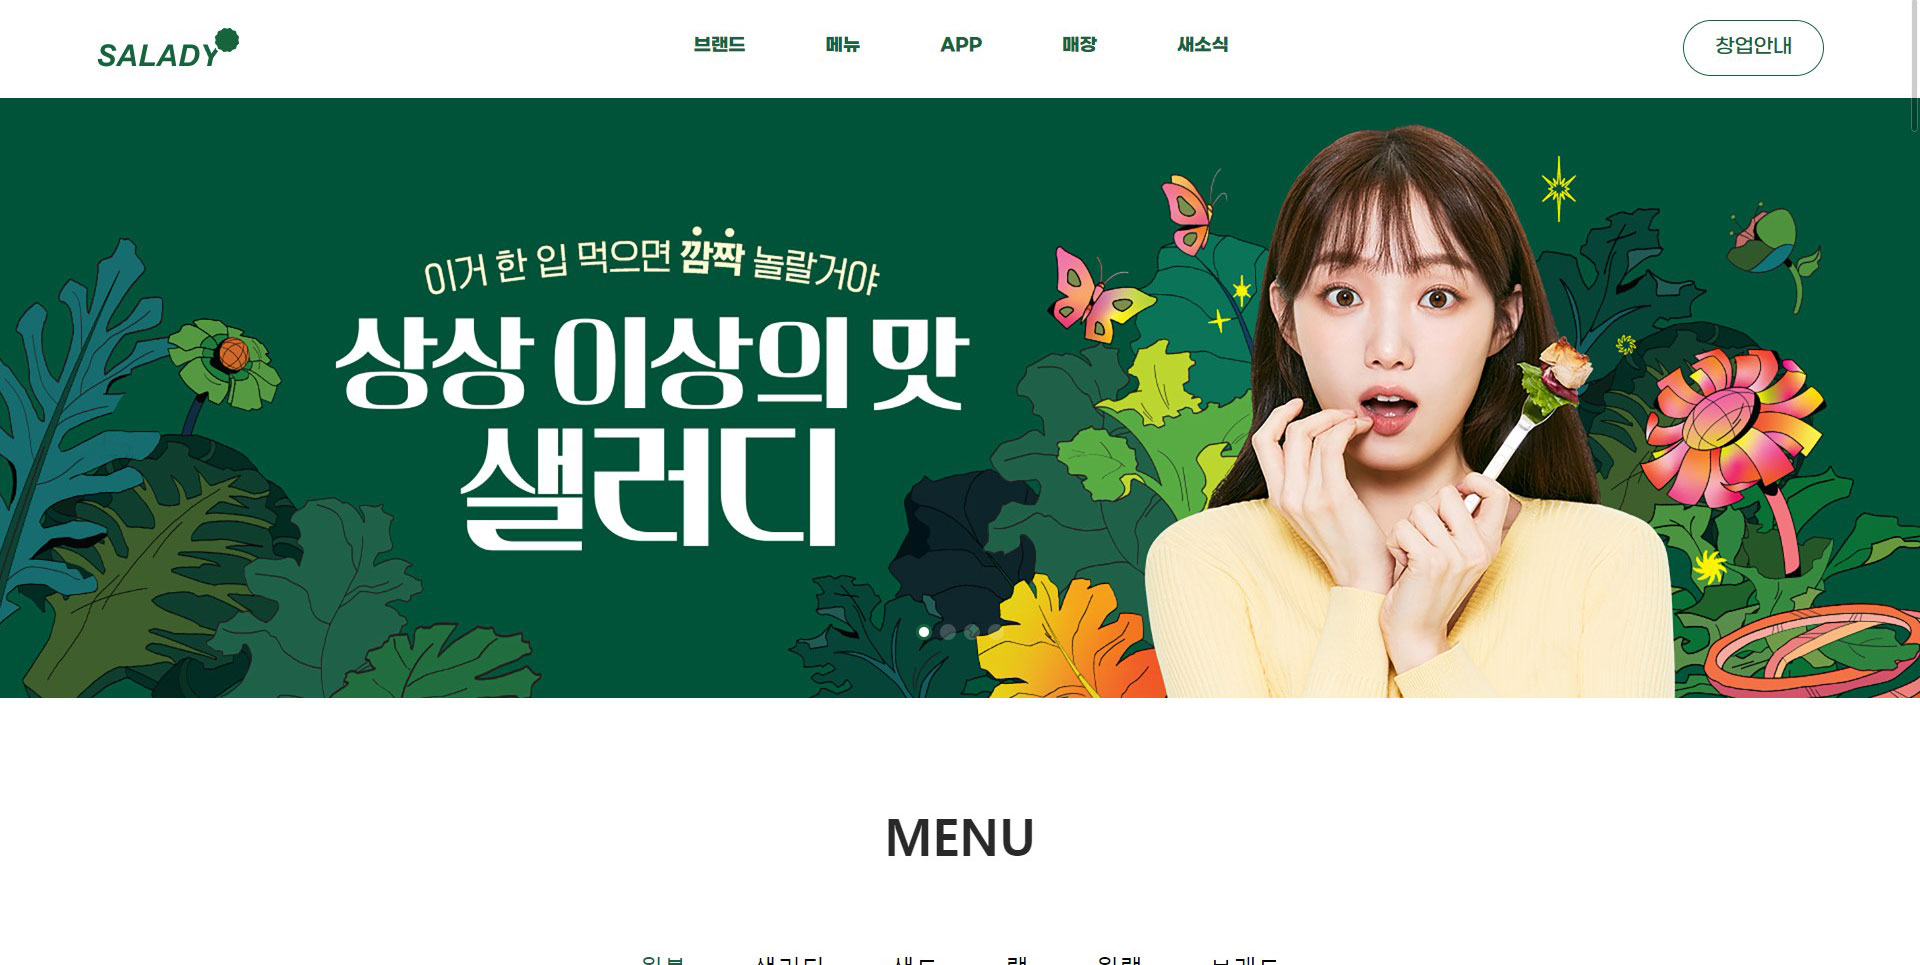 SALADY
브랜드
메뉴
APP
매장
새소식
창업안내
이거 한 입 먹으면 깜짝 놀랄거야
상상 이상의 맛
샐러디
MENU